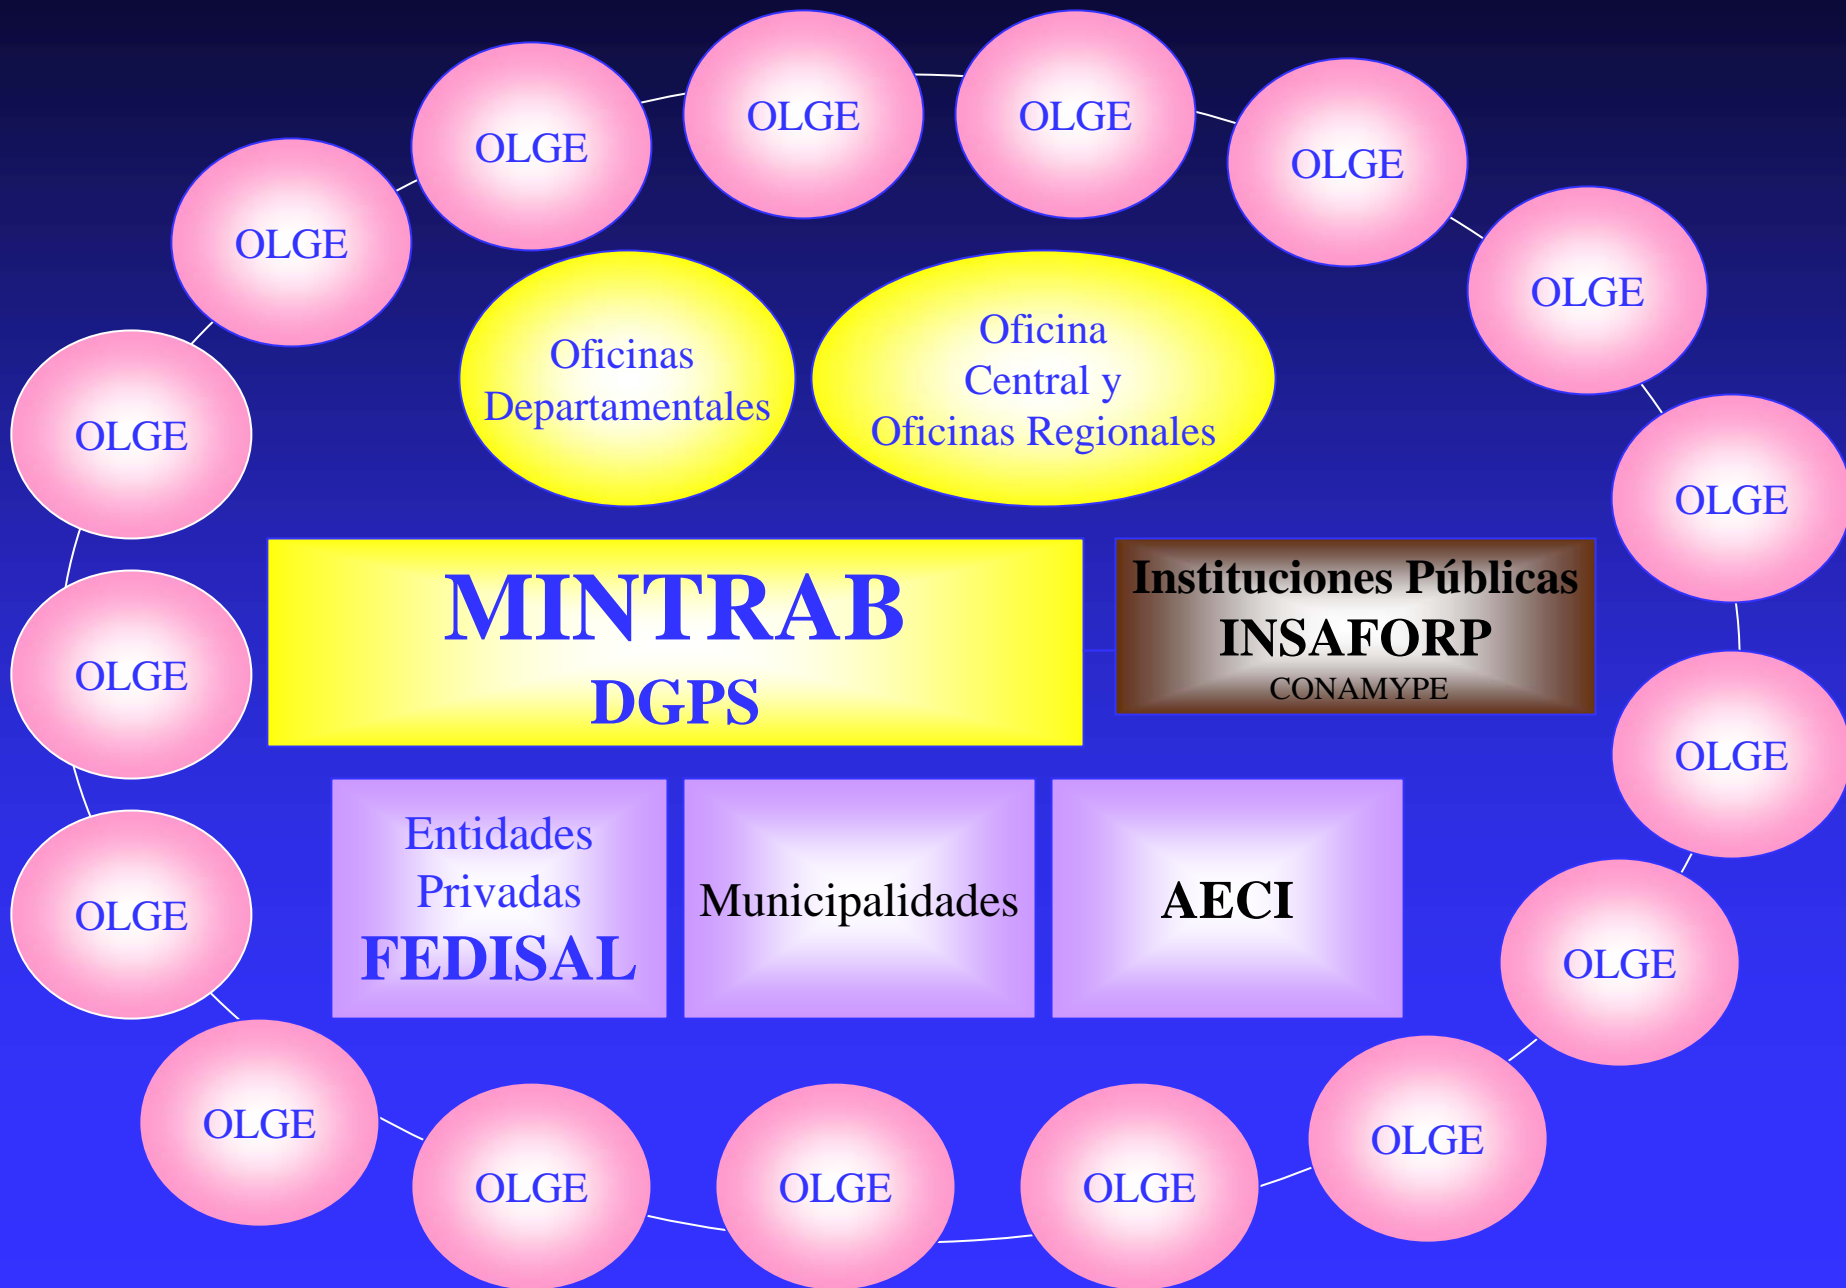 OLGE
OLGE
OLGE
OLGE
OLGE
OLGE
Oficinas
Departamentales
Oficina
Central y
Oficinas Regionales
OLGE
OLGE
MINTRAB
DGPS
Instituciones Públicas
INSAFORP
CONAMYPE
OLGE
OLGE
Entidades
Privadas
FEDISAL
Municipalidades
AECI
OLGE
OLGE
OLGE
OLGE
OLGE
OLGE
OLGE
OLGE